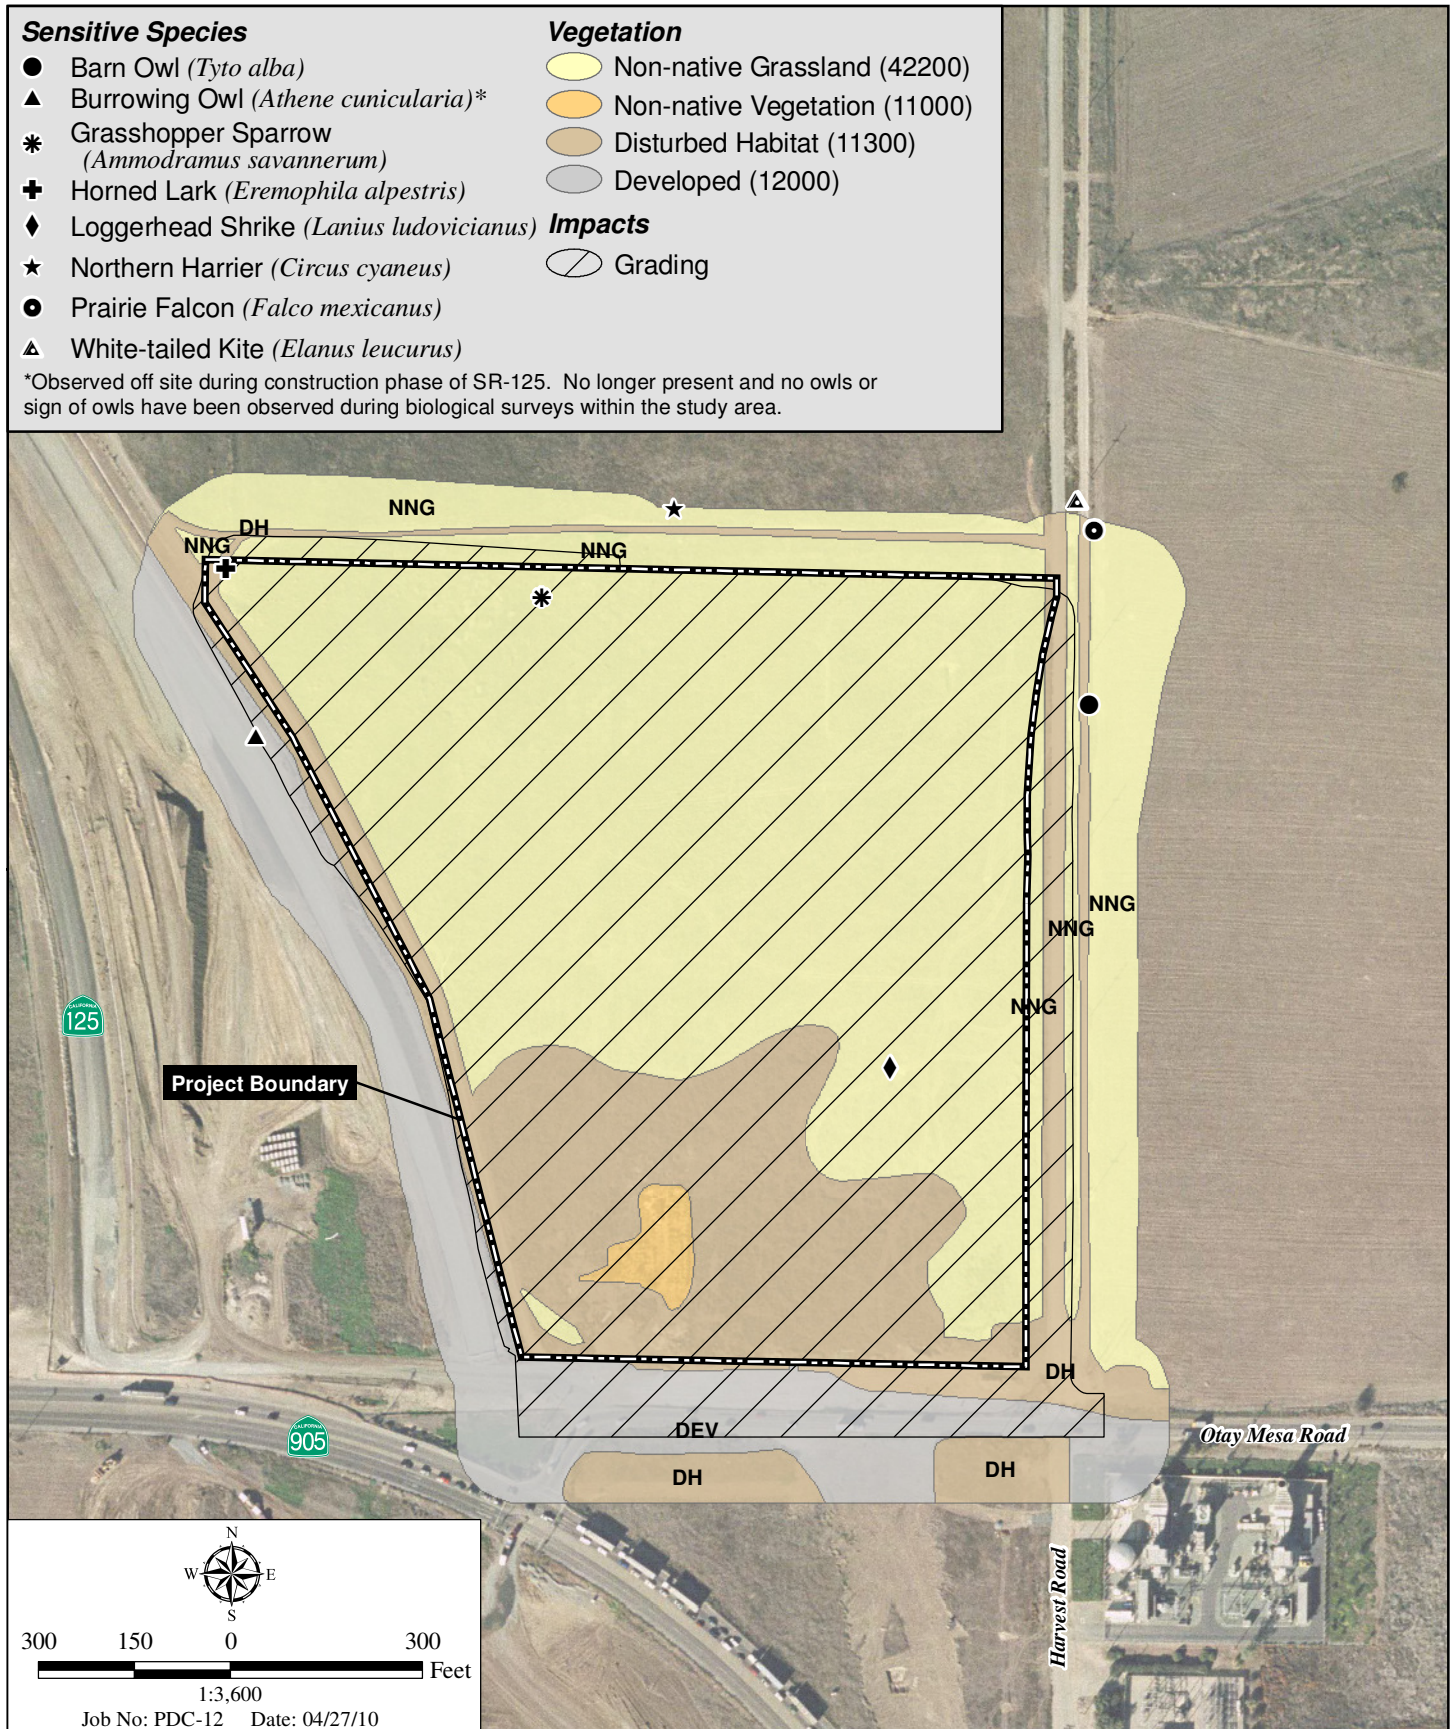 Sensitive Species
Barn Owl (Tyto alba)
Burrowing Owl (Athene cunicularia)*
Grasshopper Sparrow
(Ammodramus savannerum)
Horned Lark (Eremophila alpestris)
Loggerhead Shrike (Lanius ludovicianus)
Northern Harrier (Circus cyaneus)
Prairie Falcon (Falco mexicanus)
White-tailed Kite (Elanus leucurus)
*Observed off site during construction phase of SR-125. No longer present and no owls or
sign of owls have been observed during biological surveys within the study area.
Vegetation
Non-native Grassland (42200)
Non-native Vegetation (11000)
Disturbed Habitat (11300)
Developed (12000)
Impacts
Grading
NNG
DH
NNG
NNG
NNG
NNG
NNG
CALIFORNIA
125
Project Boundary
DH
DEV
CALIFORNIA
905
Otay Mesa Road
DH
DH
Harvest Road
N
W
E
S
300 150 0 300
Feet
1:3,600
Job No: PDC-12 Date: 04/27/10